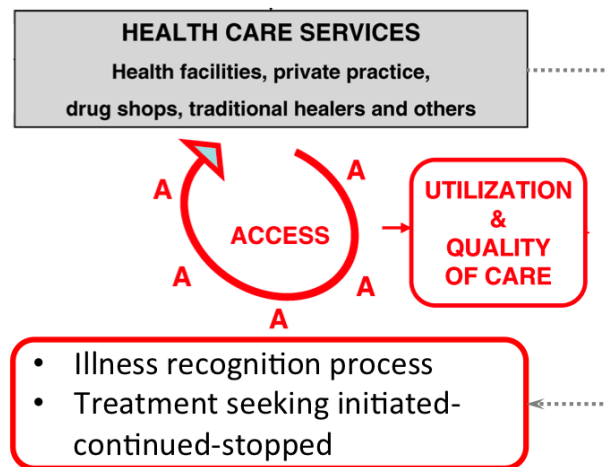 HEALTH CARE SERVICES
Health facilities, private practice,
drug shops, traditional healers and others
A
A
ACCESS
A
A
A
UTILIZATION
&
QUALITY
OF CARE
• Illness recognition process
• Treatment seeking initiated-
continued-stopped